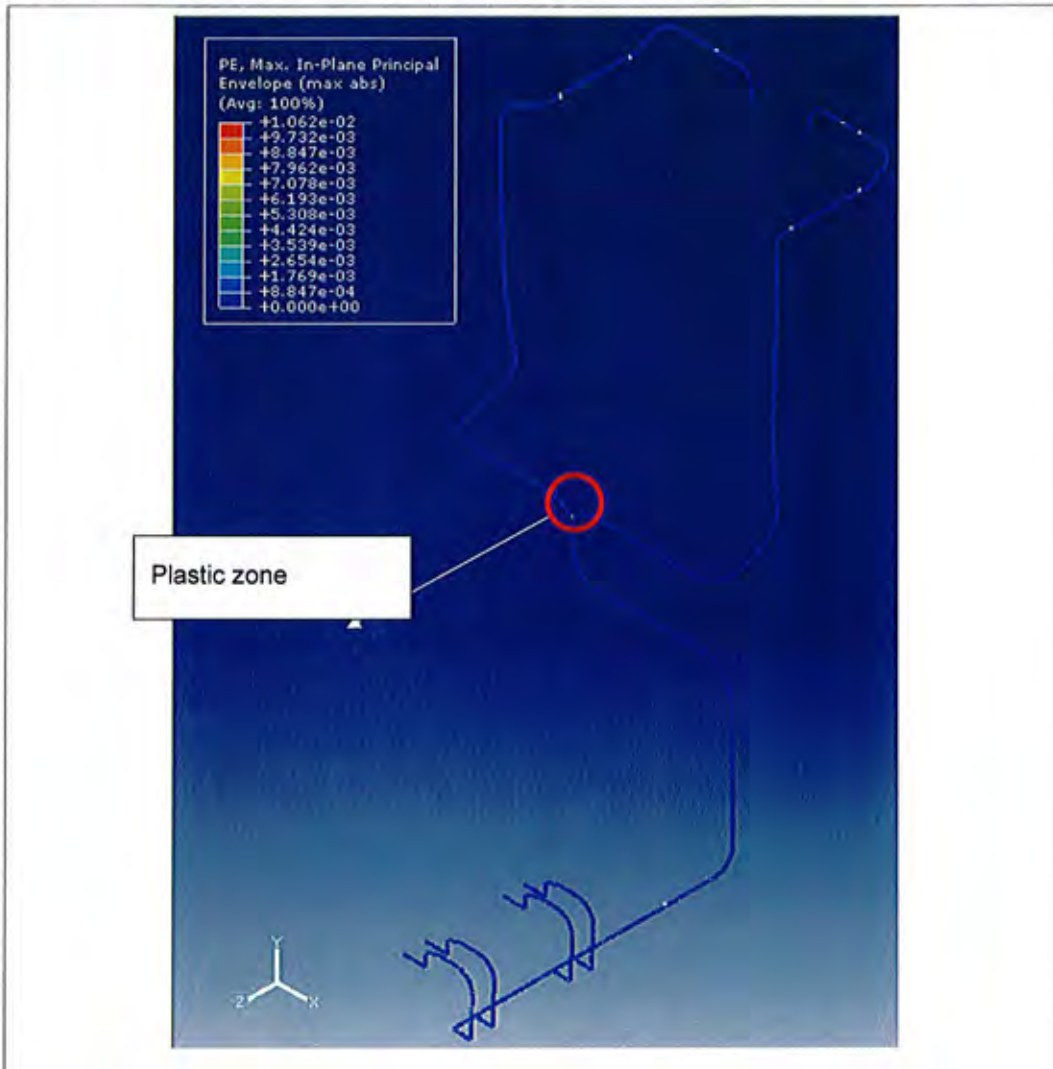 PE, Max. In-Plane Principal
Envelope (max abs)
(Avg: 100%)
+1.062e-02
+9.732e-03
+8.847e-03
+7.962e-03
+7.078e-03
+6.193e-03
+5.308e-03
+4.424e-03
+3.539e-03
+2.654e-03
+1.769e-03
+8.847e-04
+0.000e+00
Plastic zone
Y
Z
X